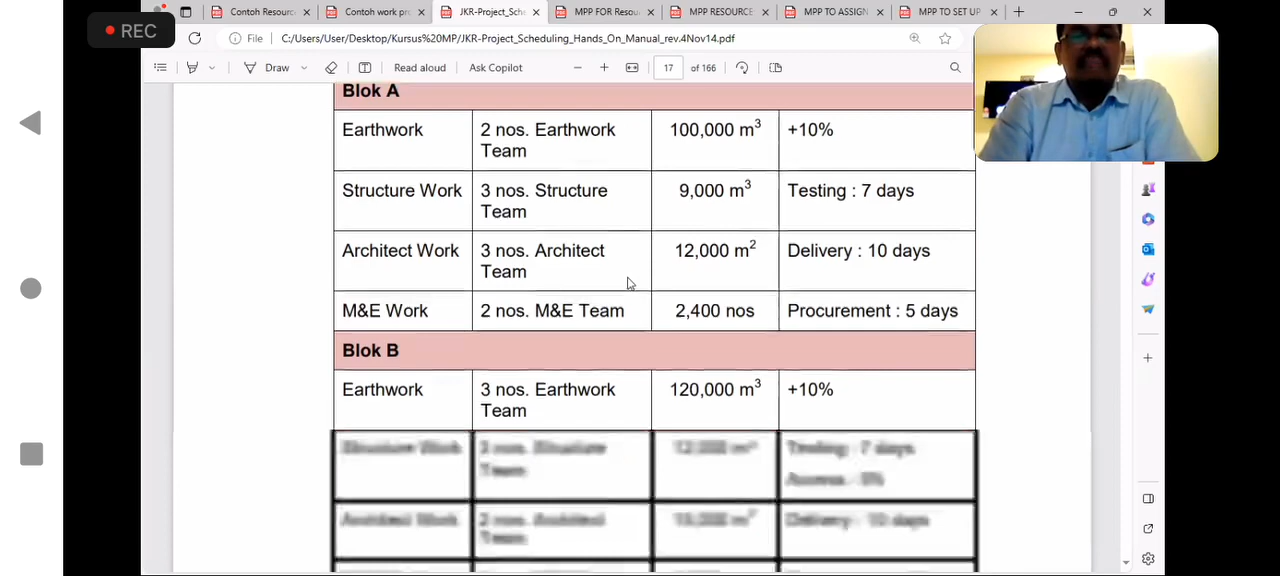 REC
Contoh Resourc
Contoh work pr
JKR-Project_Sche
MPP FOR Resou
MPP RESOURCE
MPP TO ASSIGN
MPP TO SET UP
File
C:/Users/User/Desktop/Kursus%20MP/JKR-Project_Scheduling_Hands_On_Manual_rev.4Nov14.pdf
Draw
Read aloud
Ask Copilot
17 of 166
Blok A
Earthwork 2 nos. Earthwork Team 100,000 m³ +10%
Structure Work 3 nos. Structure Team 9,000 m³ Testing : 7 days
Architect Work 3 nos. Architect Team 12,000 m² Delivery : 10 days
M&E Work 2 nos. M&E Team 2,400 nos Procurement : 5 days
Blok B
Earthwork 3 nos. Earthwork Team 120,000 m³ +10%